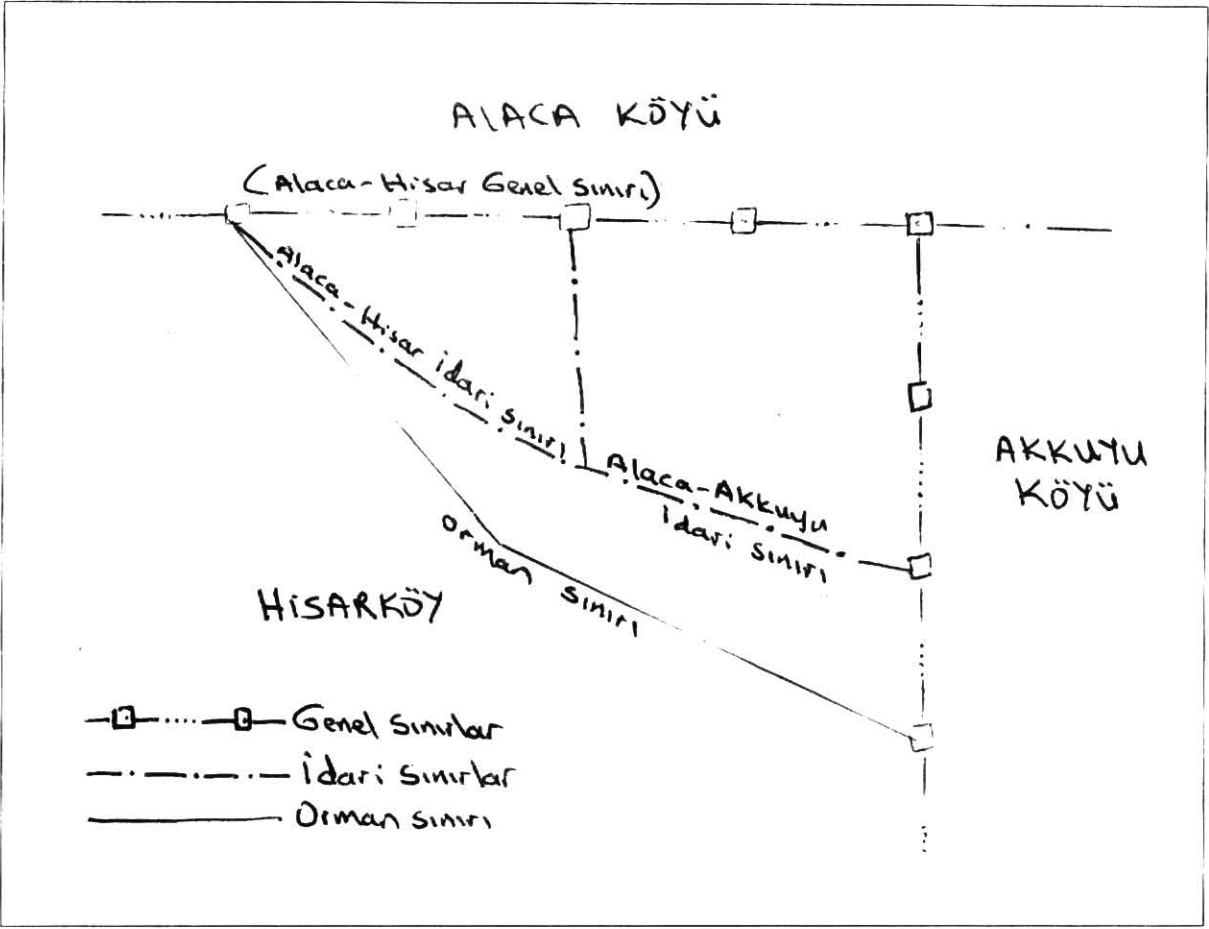 ALACA KÖYÜ
(Alaca-Hisar Genel Sınırı)
Alaca-Hisar idari sınırı
Alaca-Akkuyu
idari sınırı
AKKUYU
KÖYÜ
Orman sınırı
HİSARKÖY
Genel Sınırlar
İdari Sınırlar
Orman sınırı